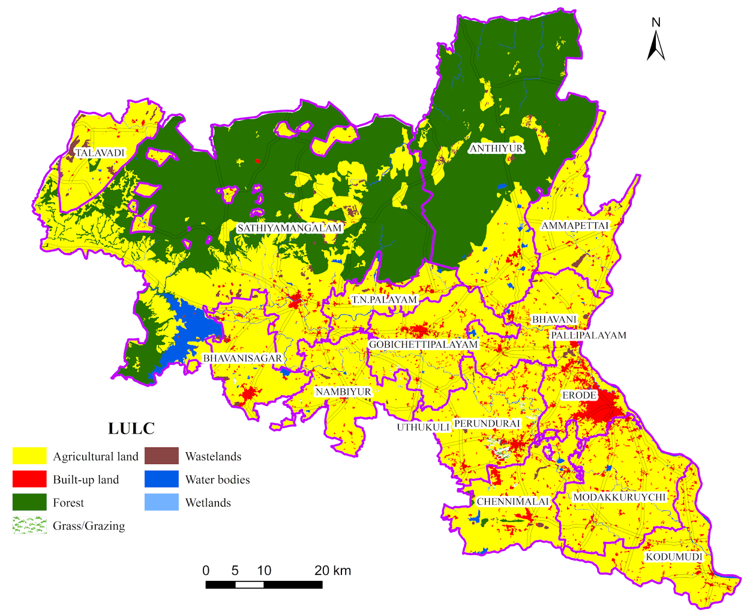 N
TALAVADI
ANTHIYUR
SATHIYAMANGALAM
AMMAPETTAI
T.N.PALAYAM
BHAVANI
PALLIPALAYAM
GOBICHETTIPALAYAM
BHAVANISAGAR
NAMBIYUR
ERODE
UTHUKULI
PERUNDURAI
LULC
Agricultural land
Wastelands
Built-up land
Water bodies
Forest
Wetlands
Grass/Grazing
CHENNIMALAI
MODAKKURUYCHI
KODUMUDI
0 5 10 20 km